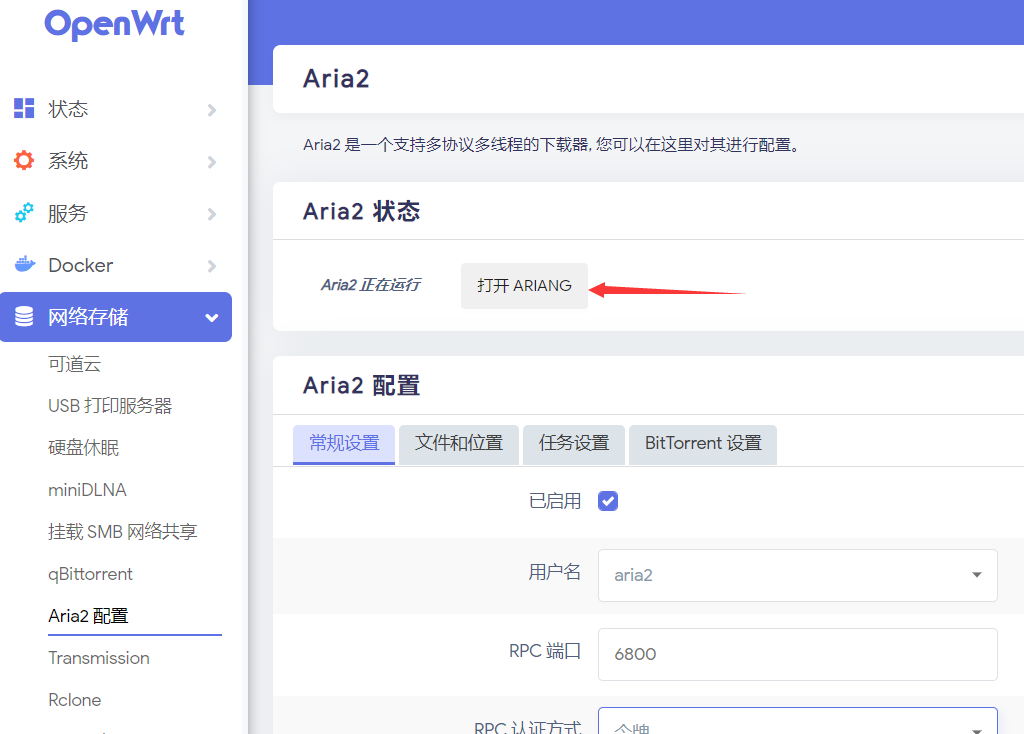 OpenWrt
状态
系统
服务
Docker
网络存储
可道云
USB 打印服务器
硬盘休眠
miniDLNA
挂载 SMB 网络共享
qBittorrent
Aria2 配置
Transmission
Rclone
Aria2
Aria2 是一个支持多协议多线程的下载器, 您可以在这里对其进行配置。
Aria2 状态
Aria2 正在运行 打开 ARIANG
Aria2 配置
常规设置 文件和位置 任务设置 BitTorrent 设置
已启用
用户名 aria2
RPC 端口 6800
RPC 认证方式